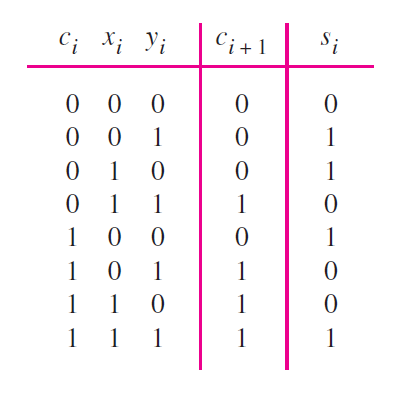 c_i x_i y_i c_{i+1} s_i
0 0 0 0 0
0 0 1 0 1
0 1 0 0 1
0 1 1 1 0
1 0 0 0 1
1 0 1 1 0
1 1 0 1 0
1 1 1 1 1